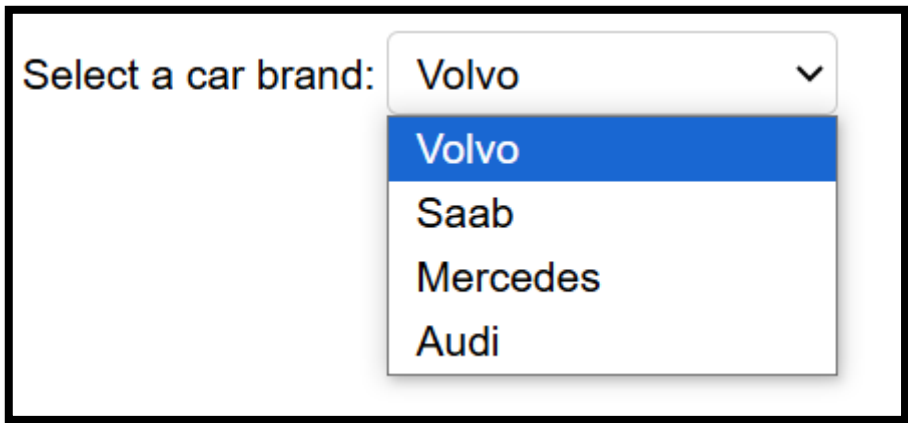 Select a car brand: Volvo
Volvo
Saab
Mercedes
Audi